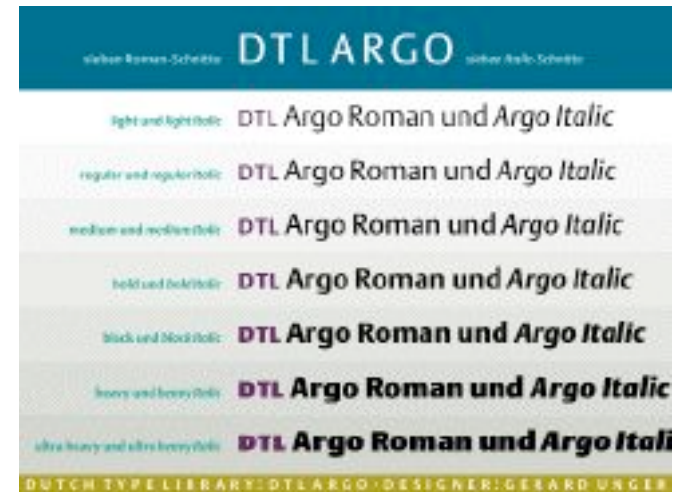 sieben Roman-Schnitte DTL ARGO sieben Italic-Schnitte
light und light italic DTL Argo Roman und Argo Italic
regular und regular italic DTL Argo Roman und Argo Italic
medium und medium italic DTL Argo Roman und Argo Italic
bold und bold italic DTL Argo Roman und Argo Italic
black und black italic DTL Argo Roman und Argo Italic
heavy und heavy italic DTL Argo Roman und Argo Italic
ultra heavy und ultra heavy italic DTL Argo Roman und Argo Itali
DUTCH TYPE LIBRARY: DTL ARGO · DESIGNER: GERARD UNGER